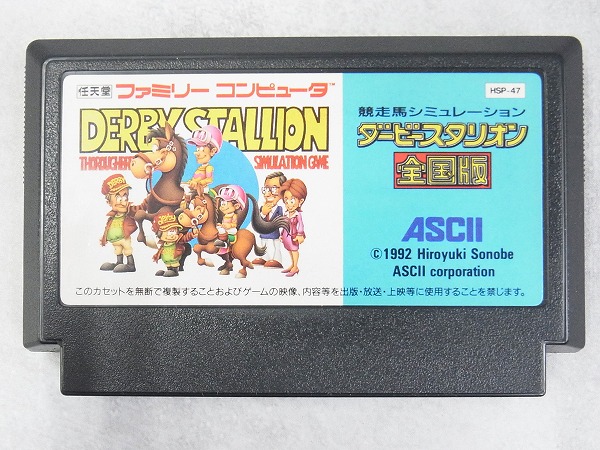 任天堂 ファミリー コンピュータ™
HSP-47
DERBY STALLION
THOROUGHBRED SIMULATION GAME
競走馬シミュレーション
ダービースタリオン
全国版
ASCII
©1992 Hiroyuki Sonobe
ASCII corporation
このカセットを無断で複製することおよびゲームの映像、内容等を出版・放送・上映等に使用することを禁じます。